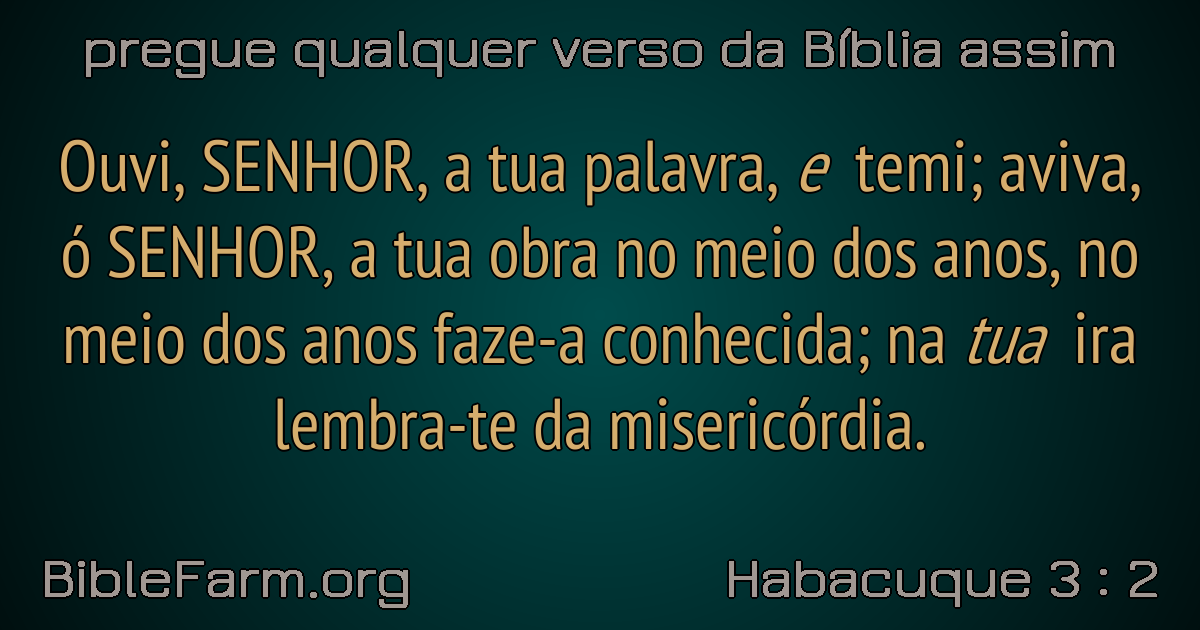 pregue qualquer verso da Bíblia assim
Ouvi, SENHOR, a tua palavra, e temi; aviva,
ó SENHOR, a tua obra no meio dos anos, no
meio dos anos faze-a conhecida; na tua ira
lembra-te da misericórdia.
BibleFarm.org
Habacuque 3 : 2